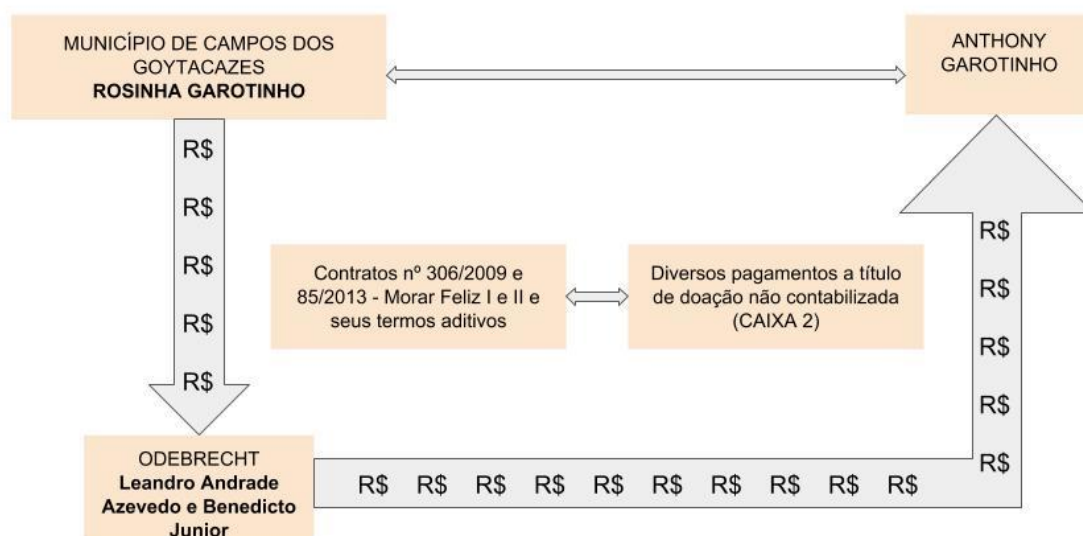 MUNICÍPIO DE CAMPOS DOS
GOYTACAZES
ROSINHA GAROTINHO
ANTHONY
GAROTINHO
R$
R$
R$
R$
R$
Contratos nº 306/2009 e
85/2013 - Morar Feliz I e II e
seus termos aditivos
Diversos pagamentos a título
de doação não contabilizada
(CAIXA 2)
R$
R$
R$
R$
R$
ODEBRECHT
Leandro Andrade
Azevedo e Benedicto
Junior
R$ R$ R$ R$ R$ R$ R$ R$ R$ R$